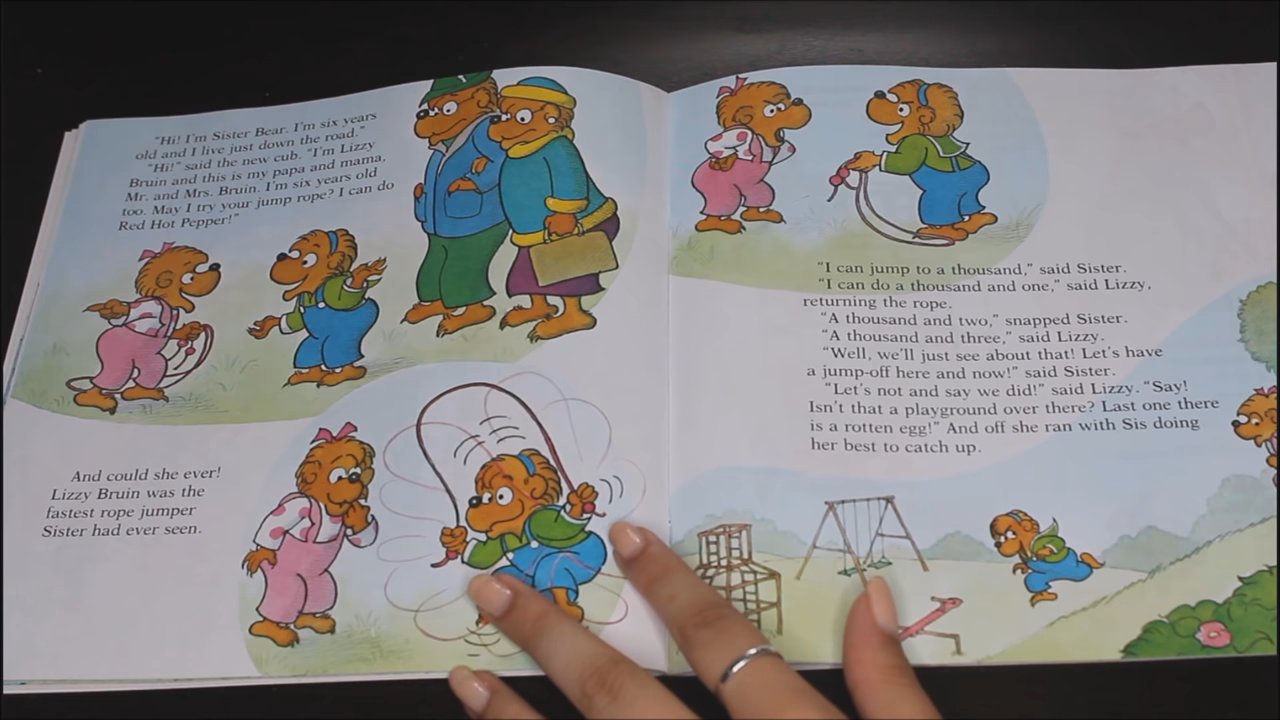 "Hi! I'm Sister Bear. I'm six years
old and I live just down the road."
"Hi!" said the new cub. "I'm Lizzy
Bruin and this is my papa and mama,
Mr. and Mrs. Bruin. I'm six years old
too. May I try your jump rope? I can do
Red Hot Pepper!"
And could she ever!
Lizzy Bruin was the
fastest rope jumper
Sister had ever seen.
"I can jump to a thousand," said Sister.
"I can do a thousand and one," said Lizzy,
returning the rope.
"A thousand and two," snapped Sister.
"A thousand and three," said Lizzy.
"Well, we'll just see about that! Let's have
a jump-off here and now!" said Sister.
"Let's not and say we did!" said Lizzy. "Say!
Isn't that a playground over there? Last one there
is a rotten egg!" And off she ran with Sis doing
her best to catch up.